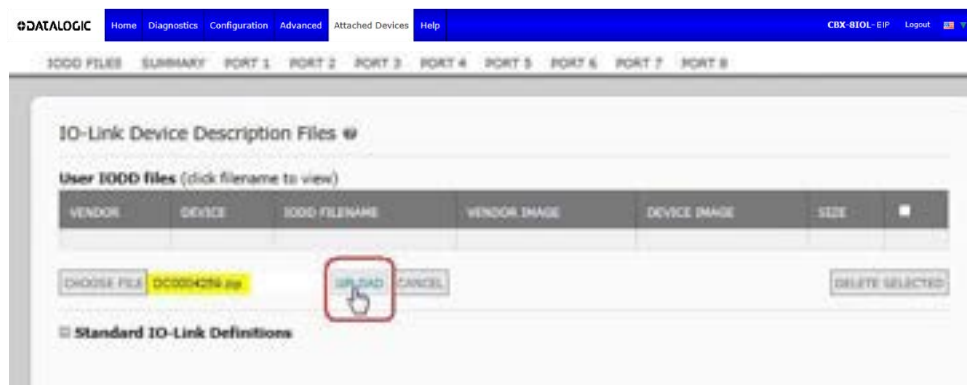 DATALOGIC Home Diagnostics Configuration Advanced Attached Devices Help CBX-8IOL-EIP Logout
IODD FILES SUMMARY PORT 1 PORT 2 PORT 3 PORT 4 PORT 5 PORT 6 PORT 7 PORT 8
IO-Link Device Description Files
User IODD files (click filename to view)
VENDOR DEVICE IODD FILENAME VENDOR IMAGE DEVICE IMAGE SIZE
CHOOSE FILE DC0004259.zip UPLOAD CANCEL DELETE SELECTED
Standard IO-Link Definitions